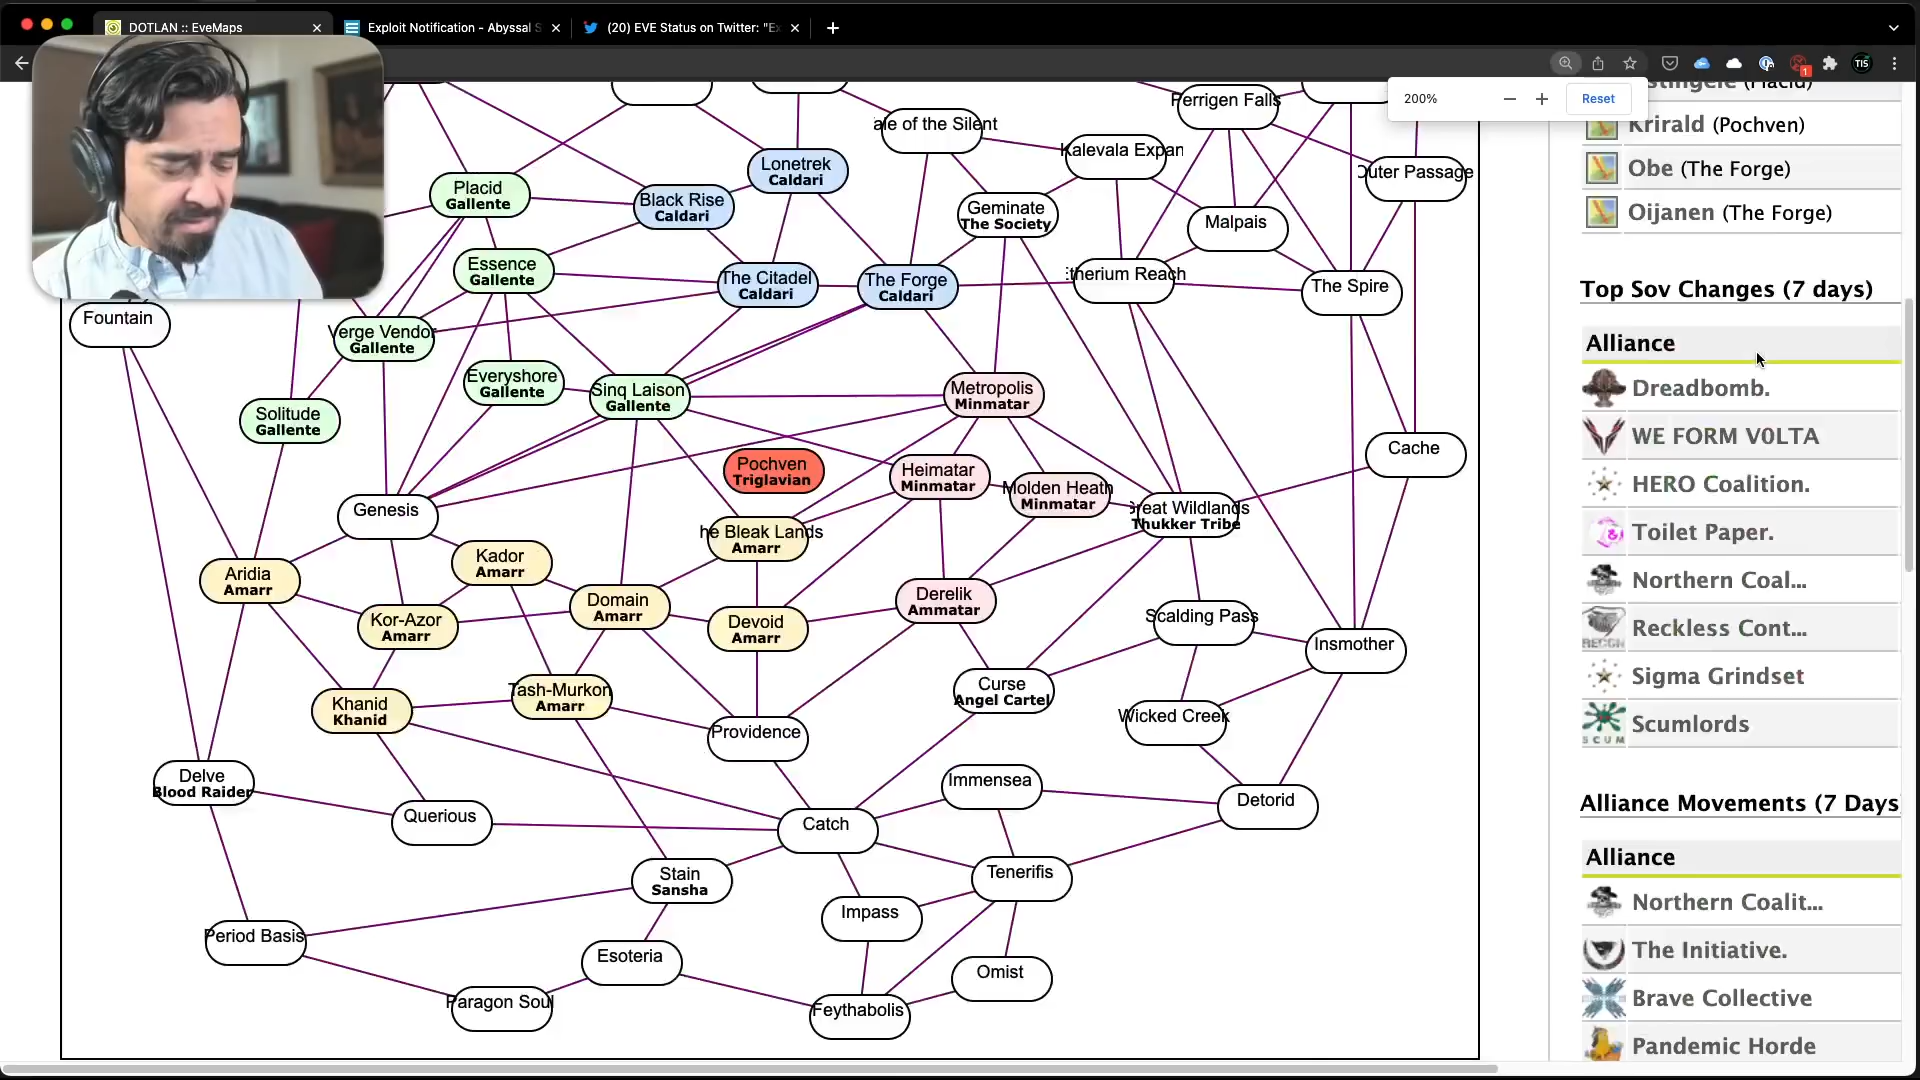 DOTLAN :: EveMaps
Exploit Notification - Abyssal S
(20) EVE Status on Twitter: "Ex
TIS
1
200%
Reset
Perrigen Falls
ale of the Silent
Kalevala Expan
Outer Passage
Lonetrek
Caldari
Placid
Gallente
Black Rise
Caldari
Geminate
The Society
Malpais
Essence
Gallente
The Citadel
Caldari
The Forge
Caldari
Etherium Reach
The Spire
Fountain
Verge Vendor
Gallente
Everyshore
Gallente
Sinq Laison
Gallente
Metropolis
Minmatar
Solitude
Gallente
Cache
Pochven
Triglavian
Heimatar
Minmatar
Molden Heath
Minmatar
Genesis
Great Wildlands
Thukker Tribe
he Bleak Lands
Amarr
Kador
Amarr
Aridia
Amarr
Domain
Amarr
Derelik
Ammatar
Kor-Azor
Amarr
Devoid
Amarr
Scalding Pass
Insmother
Tash-Murkon
Amarr
Curse
Angel Cartel
Khanid
Khanid
Wicked Creek
Providence
Delve
Blood Raider
Immensea
Detorid
Querious
Catch
Stain
Sansha
Tenerifis
Impass
Period Basis
Esoteria
Omist
Paragon Soul
Feythabolis
Krirald (Pochven)
Obe (The Forge)
Oijanen (The Forge)
Top Sov Changes (7 days)
Alliance
Dreadbomb.
WE FORM V0LTA
HERO Coalition.
Toilet Paper.
Northern Coal...
Reckless Cont...
RECON
Sigma Grindset
Scumlords
SCUM
Alliance Movements (7 Days
Alliance
Northern Coalit...
The Initiative.
Brave Collective
Pandemic Horde